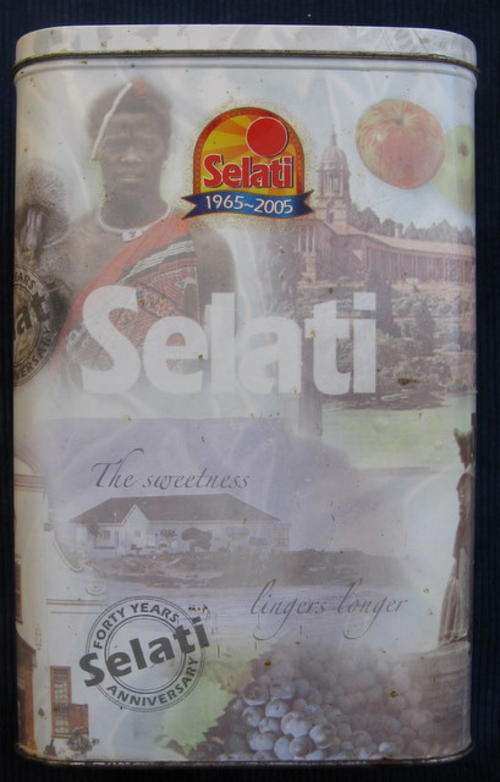 Selati
1965~2005
Selati
The sweetness
lingers longer
FORTY YEARS
Selati
ANNIVERSARY